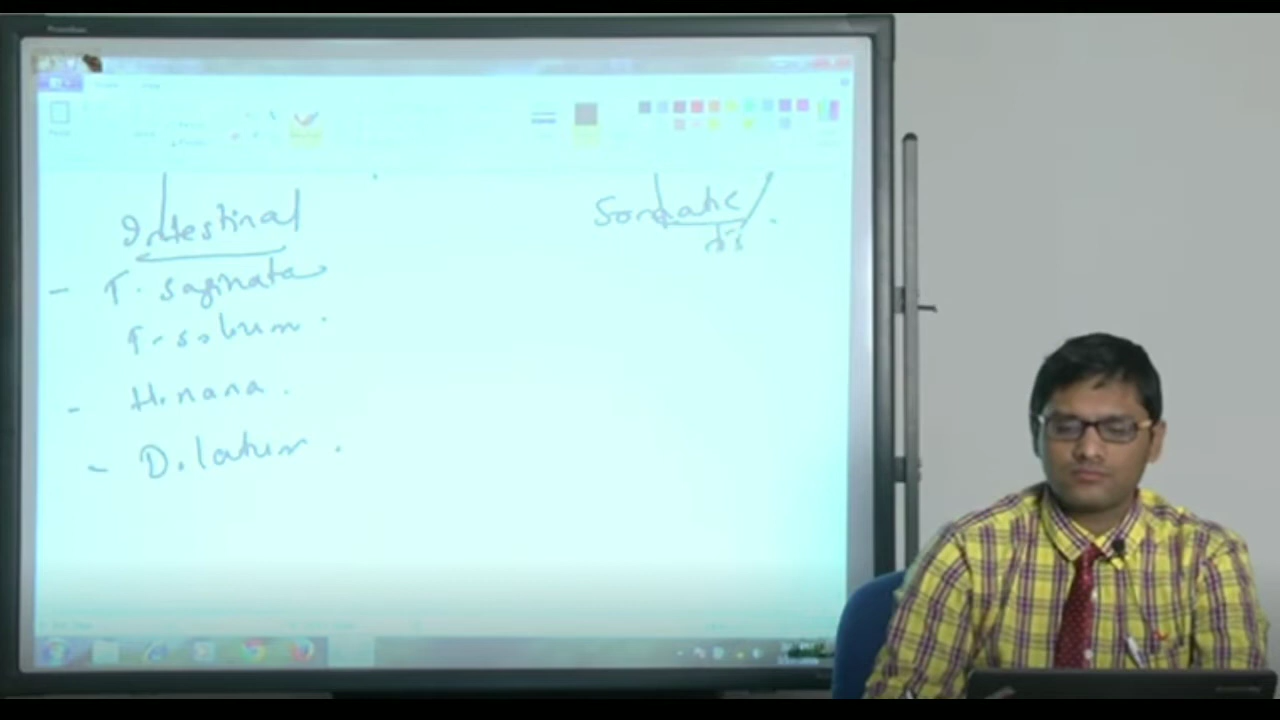 Intestinal
- T. saginata
T. solium.
- H. nana.
- D. latum.
Somatic